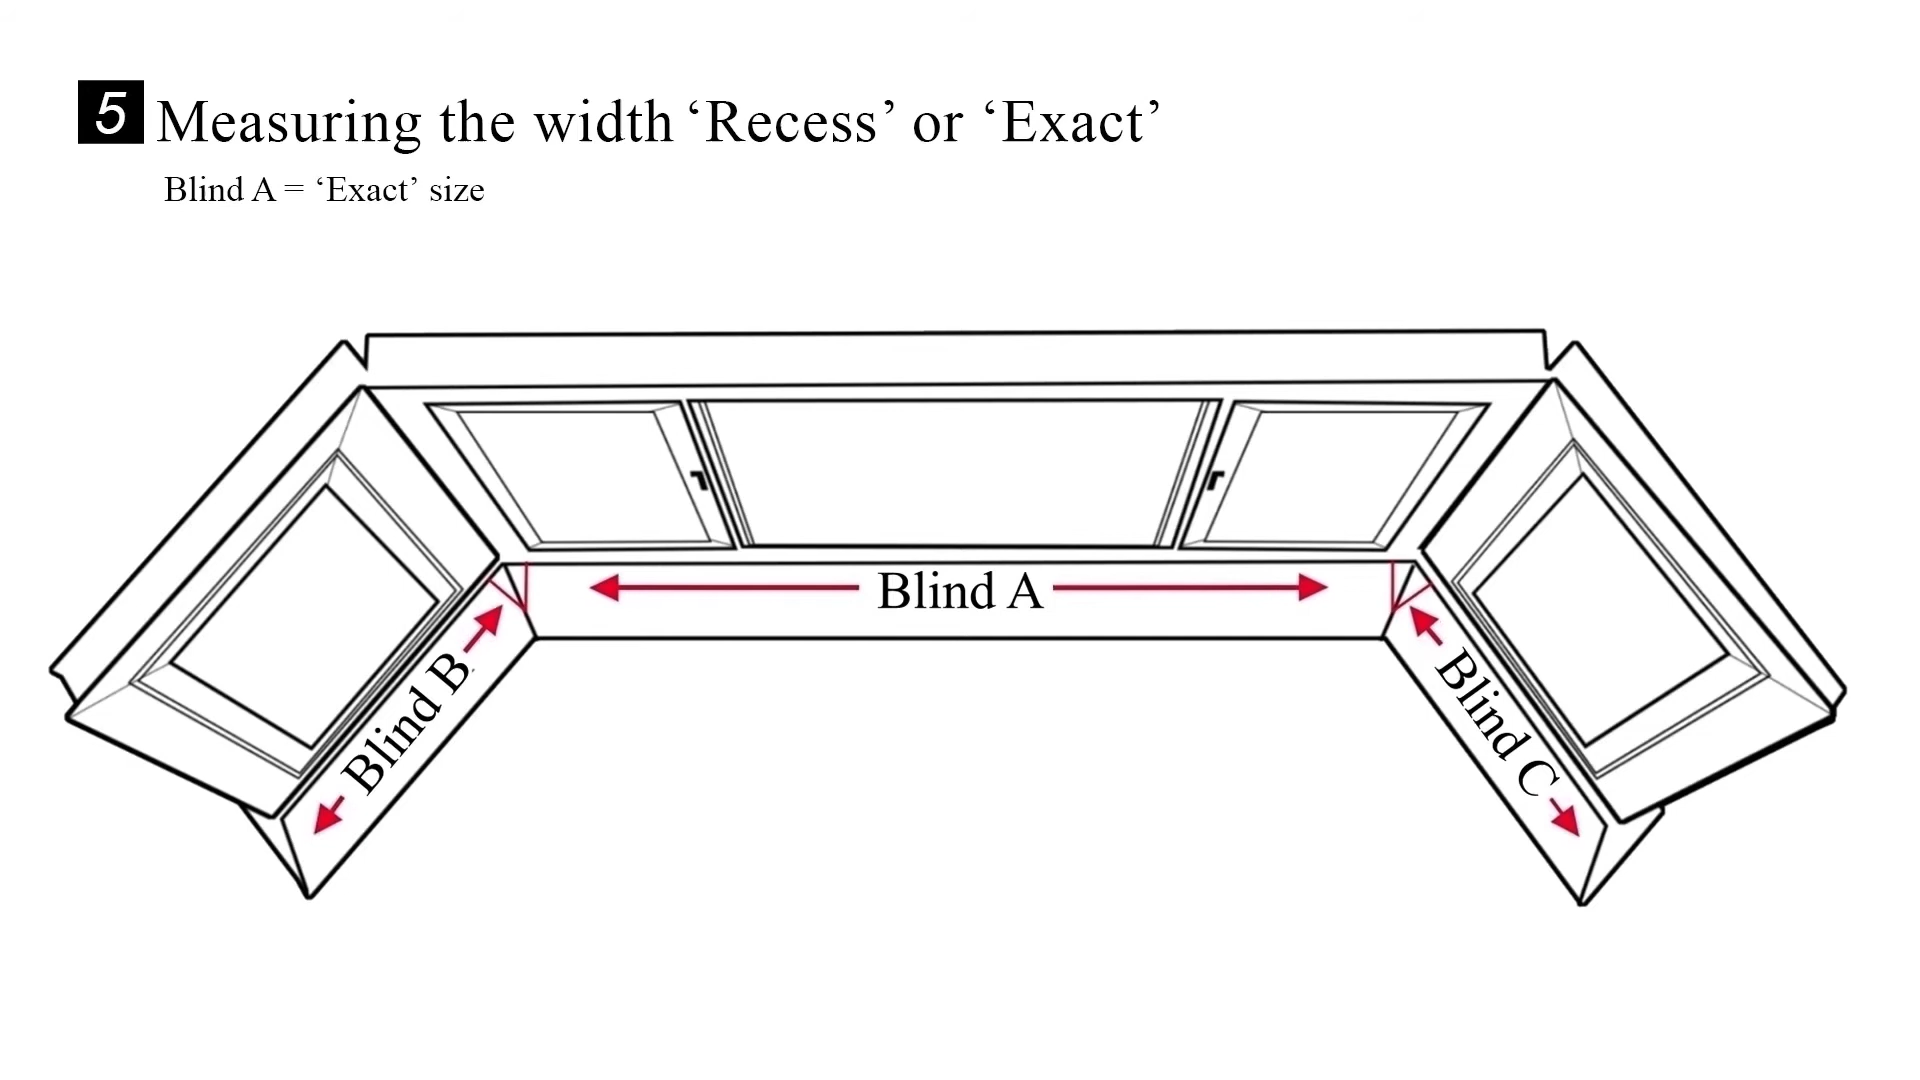 5 Measuring the width ‘Recess’ or ‘Exact’
Blind A = ‘Exact’ size
Blind A
Blind B
Blind C